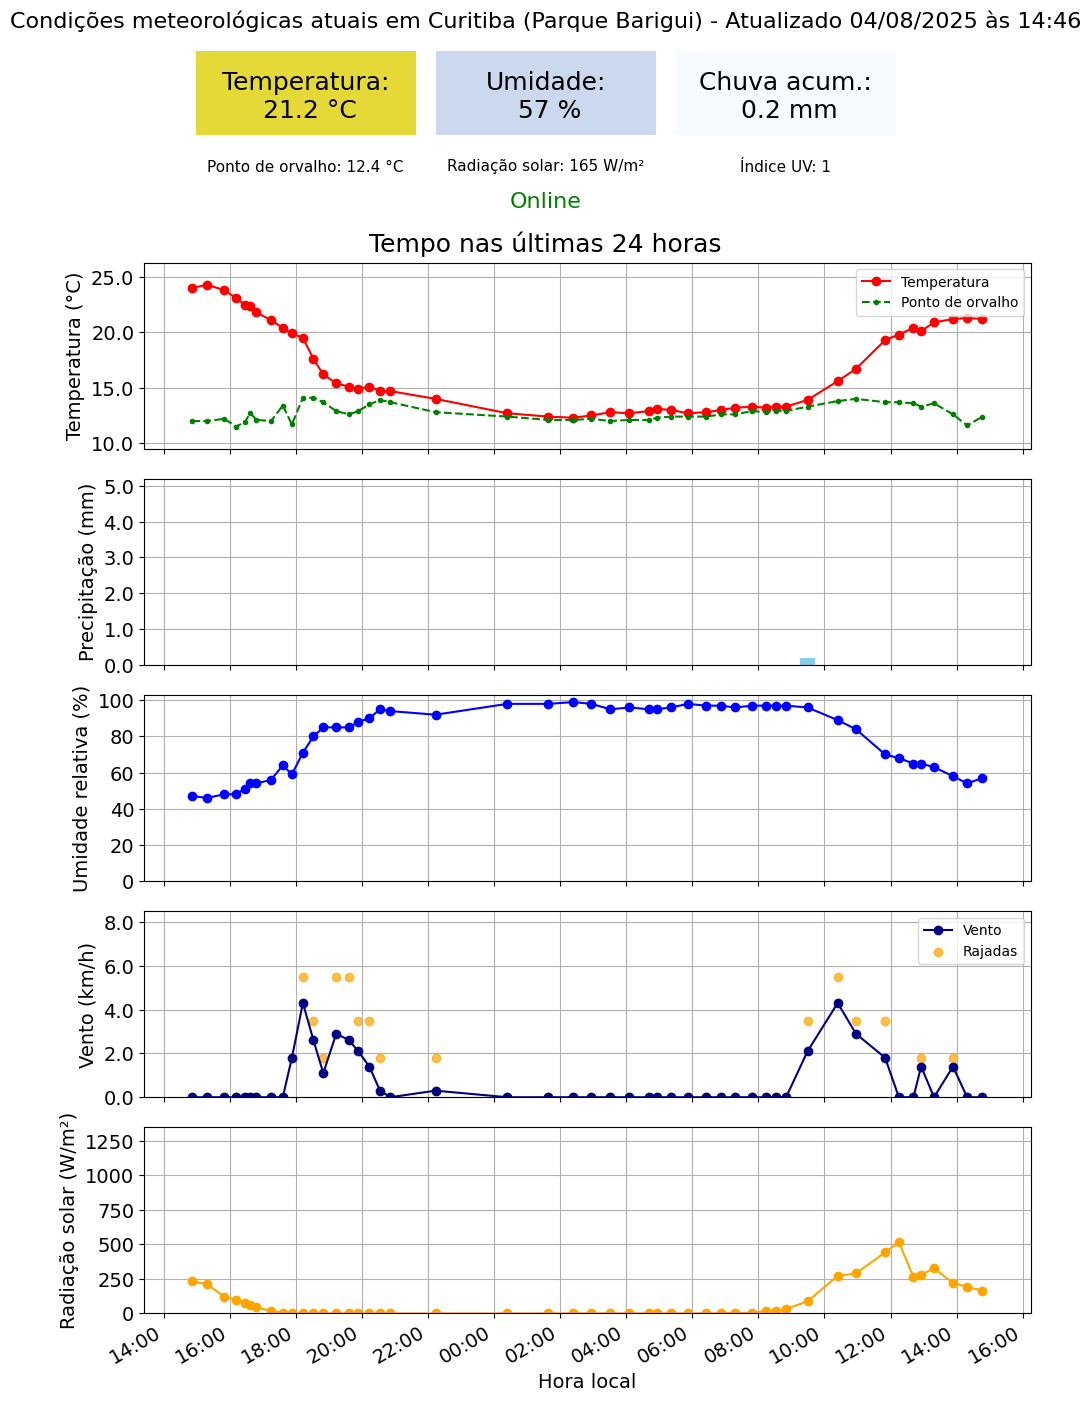 Condições meteorológicas atuais em Curitiba (Parque Barigui) - Atualizado 04/08/2025 às 14:46
Temperatura:
21.2 °C
Umidade:
57 %
Chuva acum.:
0.2 mm
Ponto de orvalho: 12.4 °C
Radiação solar: 165 W/m²
Índice UV: 1
Online
Tempo nas últimas 24 horas
Temperatura (°C)
25.0
20.0
15.0
10.0
Temperatura
Ponto de orvalho
Precipitação (mm)
5.0
4.0
3.0
2.0
1.0
0.0
Umidade relativa (%)
100
80
60
40
20
0
Vento (km/h)
8.0
6.0
4.0
2.0
0.0
Vento
Rajadas
Radiação solar (W/m²)
1250
1000
750
500
250
0
14:00
16:00
18:00
20:00
22:00
00:00
02:00
04:00
06:00
08:00
10:00
12:00
14:00
16:00
Hora local